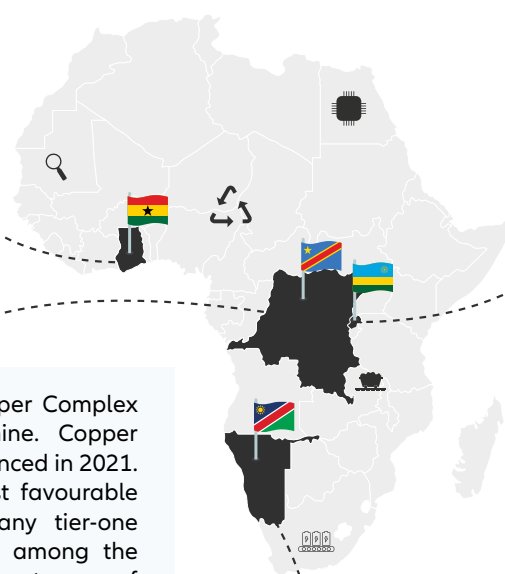 per Complex
ine. Copper
nced in 2021.
t favourable
any tier-one
among the